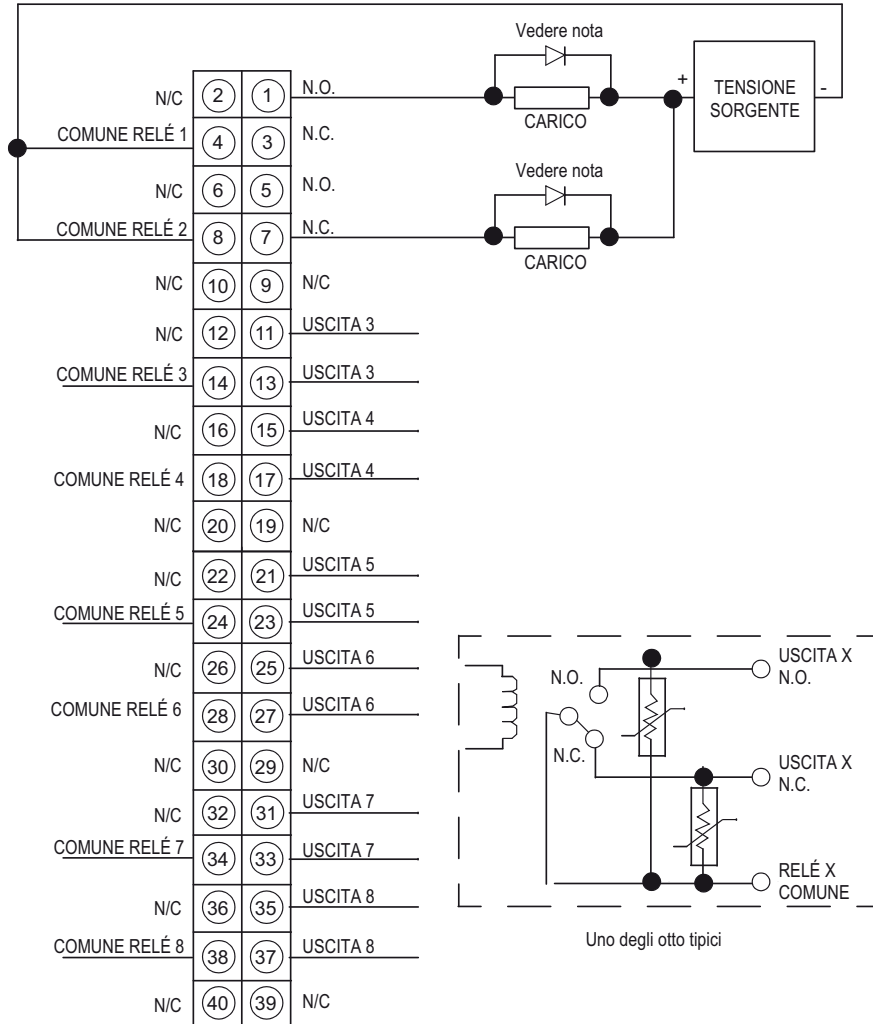 Vedere nota
+
TENSIONE
SORGENTE
-
N/C 2 1 N.O.
CARICO
COMUNE RELÉ 1 4 3 N.C.
Vedere nota
N/C 6 5 N.O.
COMUNE RELÉ 2 8 7 N.C.
CARICO
N/C 10 9 N/C
N/C 12 11 USCITA 3
COMUNE RELÉ 3 14 13 USCITA 3
N/C 16 15 USCITA 4
COMUNE RELÉ 4 18 17 USCITA 4
N/C 20 19 N/C
N/C 22 21 USCITA 5
COMUNE RELÉ 5 24 23 USCITA 5
N/C 26 25 USCITA 6
COMUNE RELÉ 6 28 27 USCITA 6
N/C 30 29 N/C
N/C 32 31 USCITA 7
COMUNE RELÉ 7 34 33 USCITA 7
N/C 36 35 USCITA 8
COMUNE RELÉ 8 38 37 USCITA 8
N/C 40 39 N/C
N.O.
USCITA X
N.O.
N.C.
USCITA X
N.C.
RELÉ X
COMUNE
Uno degli otto tipici